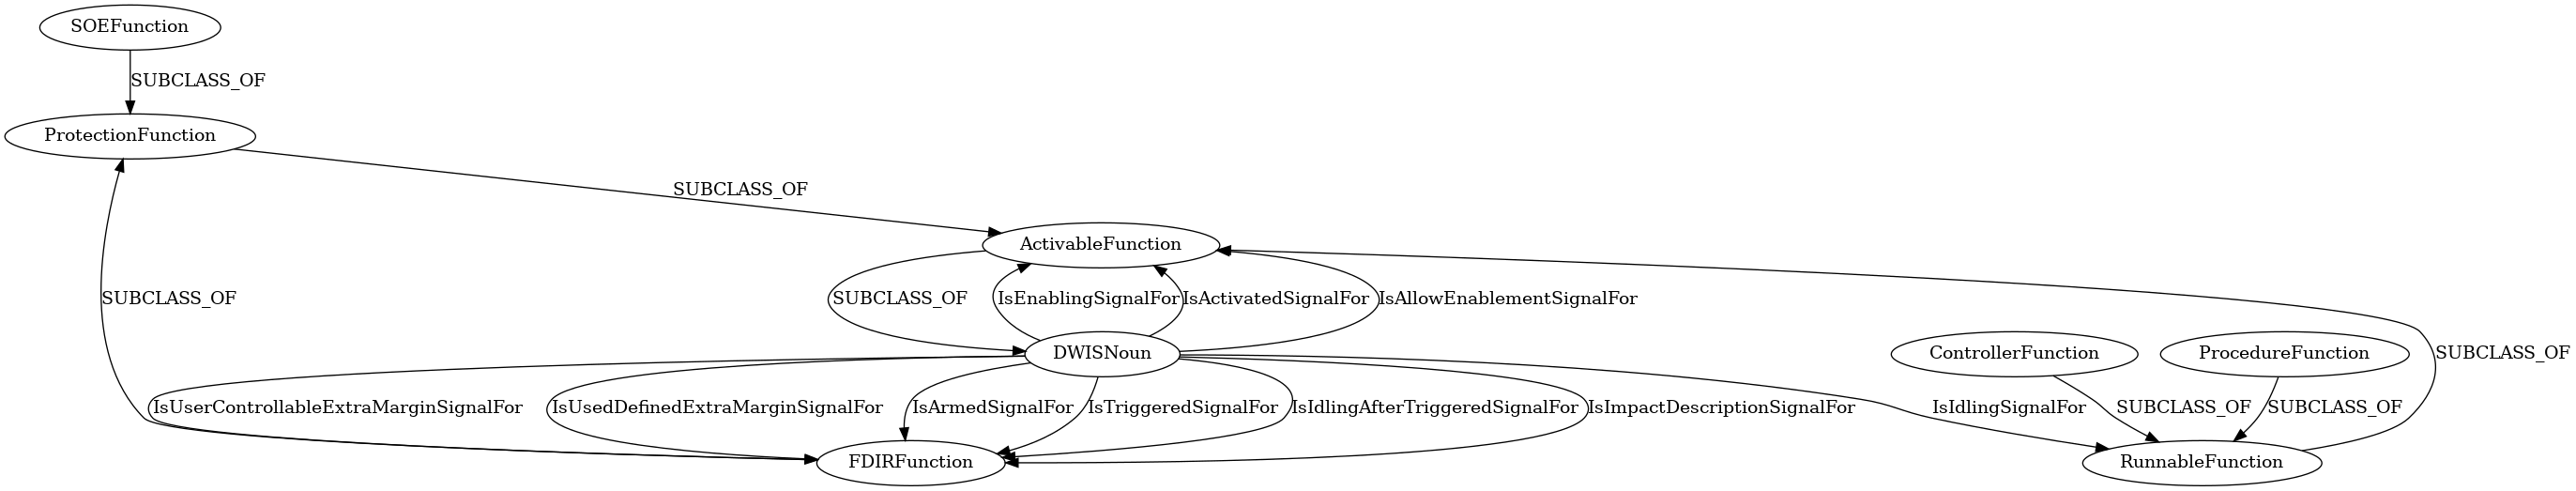 SOEFunction
SUBCLASS_OF
ProtectionFunction
SUBCLASS_OF
ActivableFunction
SUBCLASS_OF
SUBCLASS_OF
IsEnablingSignalFor
IsActivatedSignalFor
IsAllowEnablementSignalFor
DWISNoun
ControllerFunction
ProcedureFunction
SUBCLASS_OF
IsUserControllableExtraMarginSignalFor
IsUsedDefinedExtraMarginSignalFor
IsArmedSignalFor
IsTriggeredSignalFor
IsIdlingAfterTriggeredSignalFor
IsImpactDescriptionSignalFor
IsIdlingSignalFor
SUBCLASS_OF
SUBCLASS_OF
FDIRFunction
RunnableFunction